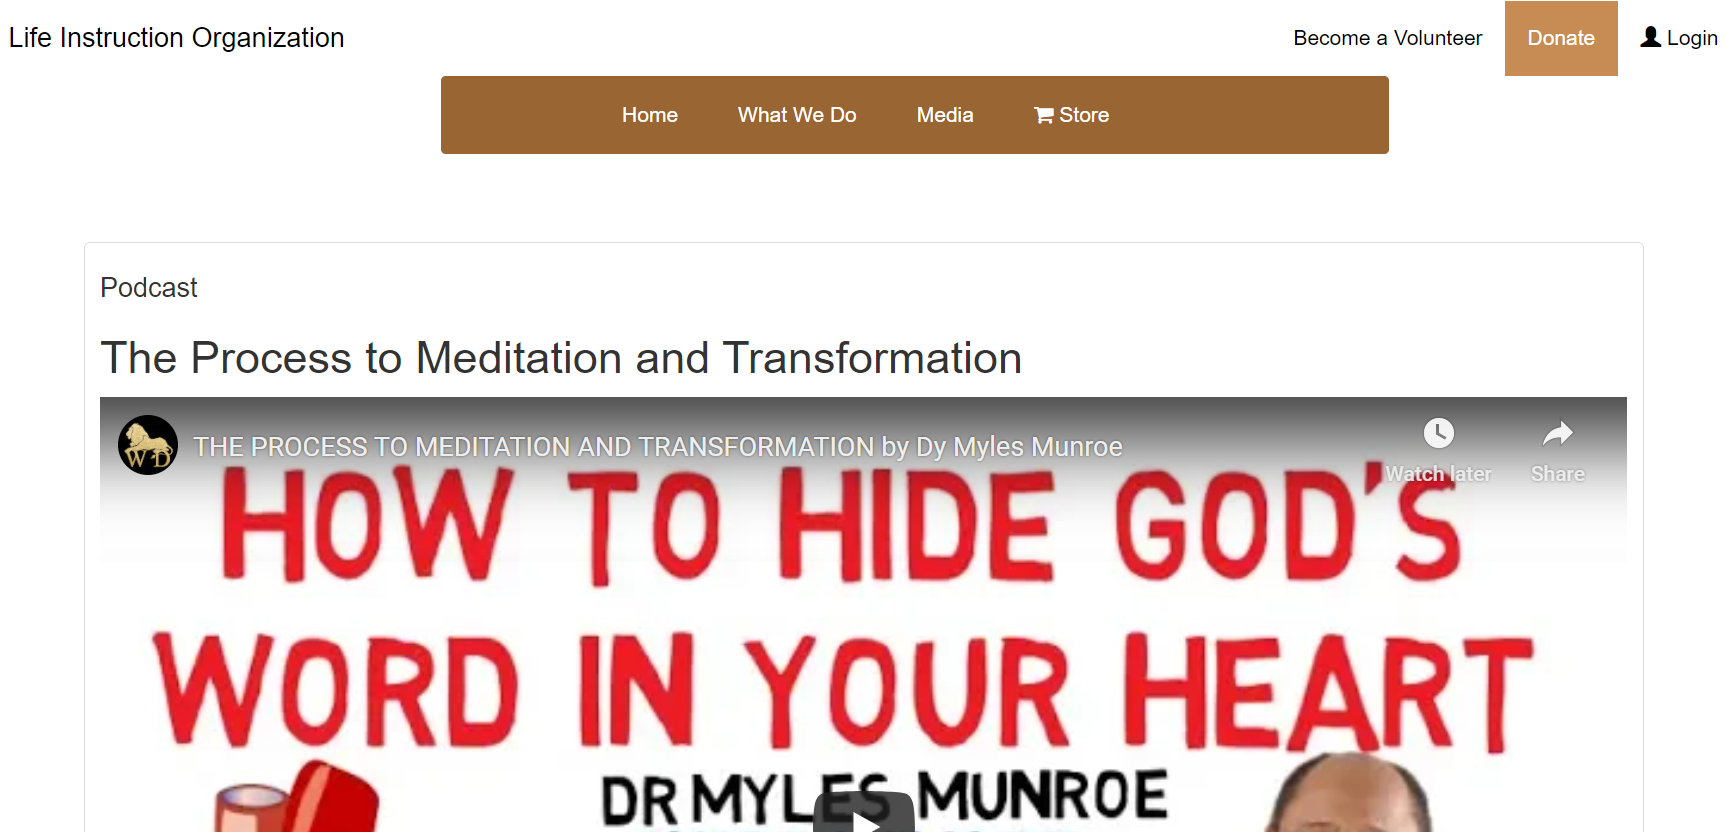 Life Instruction Organization
Become a Volunteer
Donate
Login
Home
What We Do
Media
Store
Podcast
The Process to Meditation and Transformation
WD
THE PROCESS TO MEDITATION AND TRANSFORMATION by Dy Myles Munroe
Watch later
Share
HOW TO HIDE GOD'S
WORD IN YOUR HEART
DR MYLES MUNROE